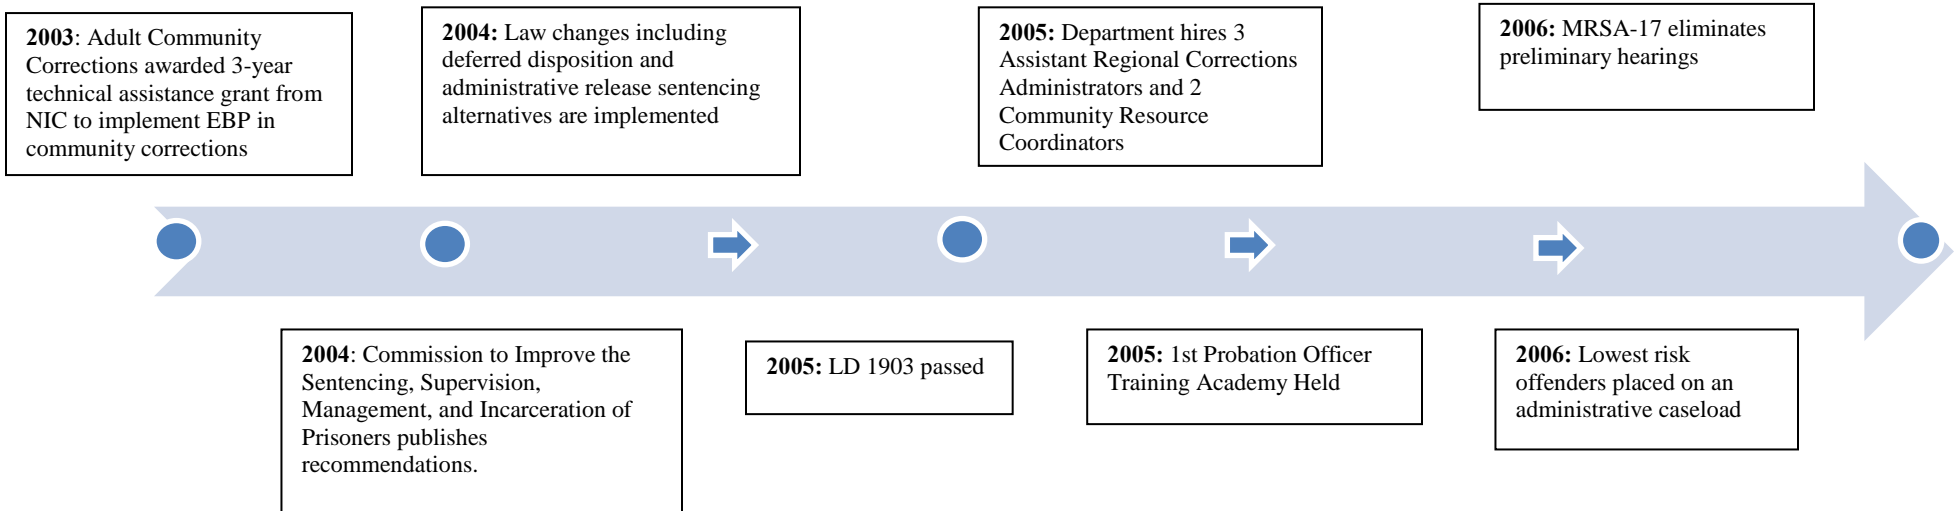 2003: Adult Community
Corrections awarded 3-year
technical assistance grant from
NIC to implement EBP in
community corrections
2004: Law changes including
deferred disposition and
administrative release sentencing
alternatives are implemented
2005: Department hires 3
Assistant Regional Corrections
Administrators and 2
Community Resource
Coordinators
2006: MRSA-17 eliminates
preliminary hearings
2004: Commission to Improve the
Sentencing, Supervision,
Management, and Incarceration of
Prisoners publishes
recommendations.
2005: LD 1903 passed
2005: 1st Probation Officer
Training Academy Held
2006: Lowest risk
offenders placed on an
administrative caseload